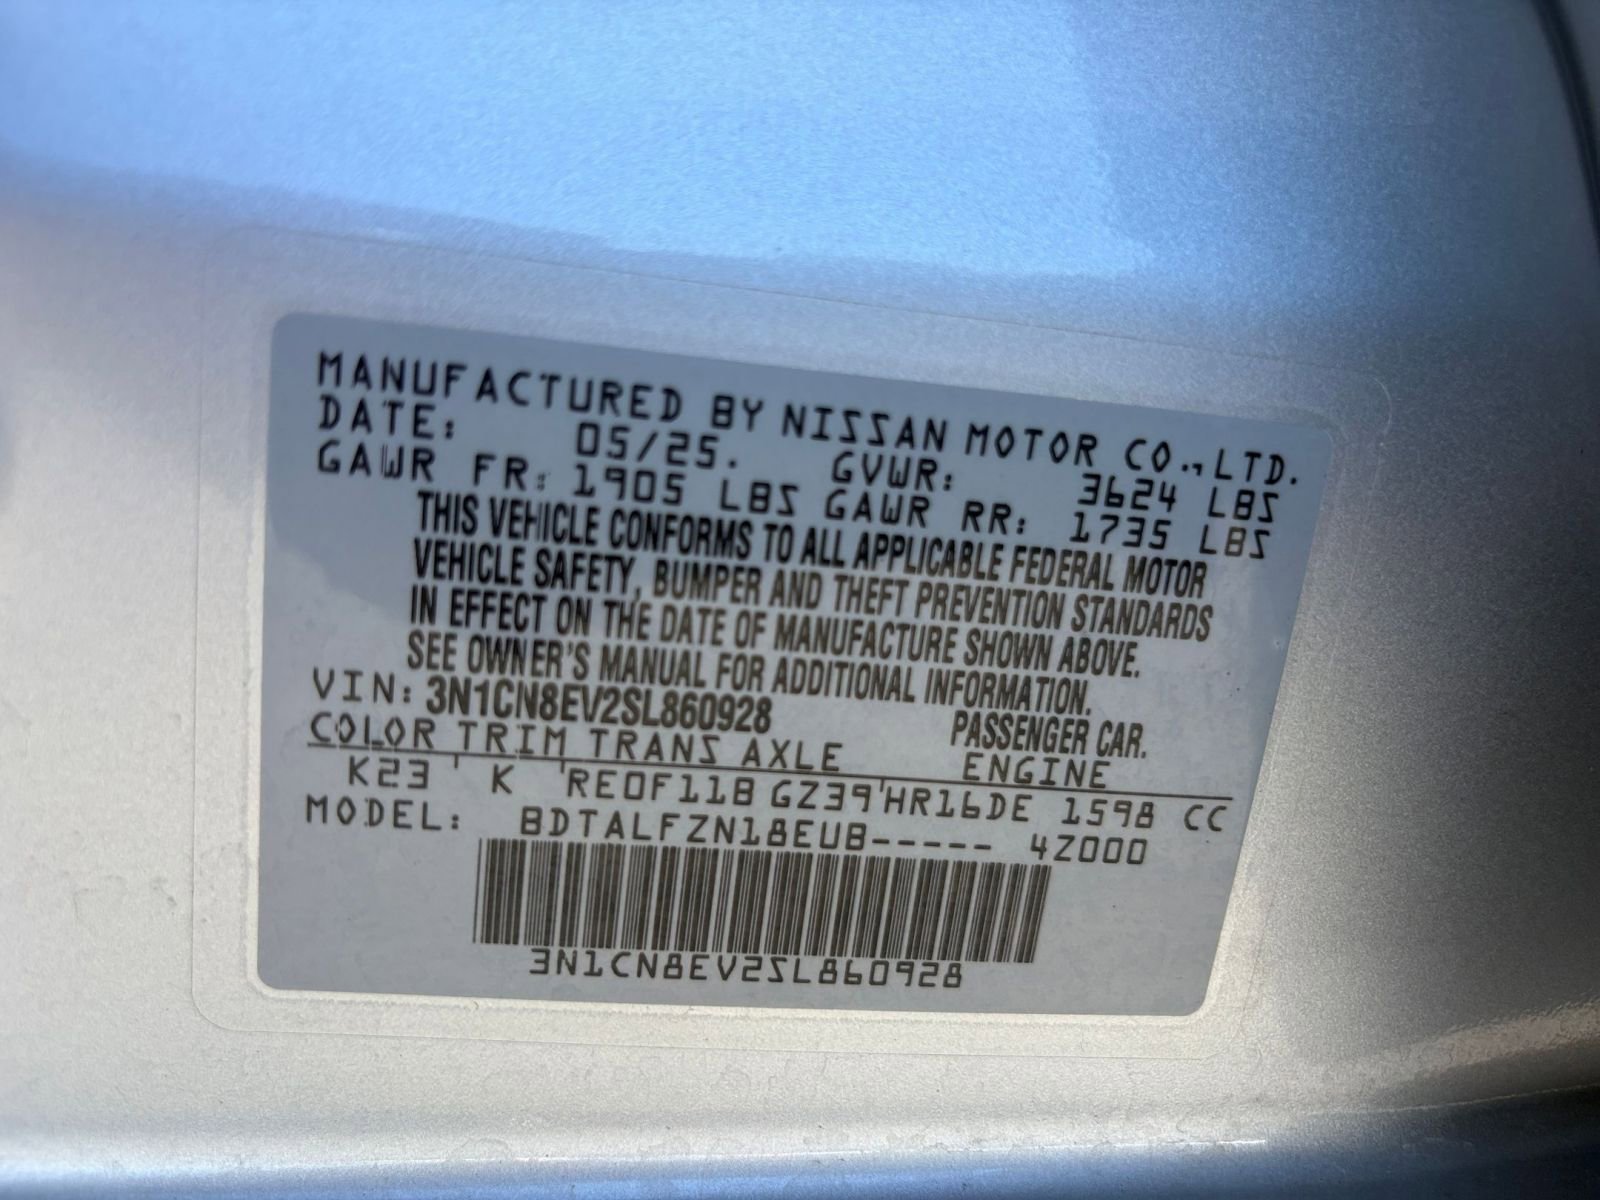 MANUFACTURED BY NISSAN MOTOR CO., LTD.
DATE: 05/25. GVWR: 3624 LBS
GAWR FR: 1905 LBS GAWR RR: 1735 LBS
THIS VEHICLE CONFORMS TO ALL APPLICABLE FEDERAL MOTOR
VEHICLE SAFETY, BUMPER AND THEFT PREVENTION STANDARDS
IN EFFECT ON THE DATE OF MANUFACTURE SHOWN ABOVE.
SEE OWNER'S MANUAL FOR ADDITIONAL INFORMATION.
VIN: 3N1CN8EV2SL860928 PASSENGER CAR.
COLOR TRIM TRANS AXLE ENGINE
K23 ' K 'RE0F11B GZ39'HR16DE 1598 CC
MODEL: BDTALFZN18EUB----- 4Z000
3N1CN8EV2SL860928